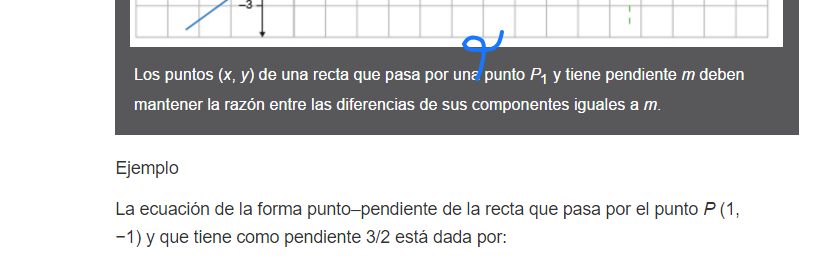 −3
Los puntos (x, y) de una recta que pasa por una punto P₁ y tiene pendiente m deben
mantener la razón entre las diferencias de sus componentes iguales a m.
Ejemplo
La ecuación de la forma punto–pendiente de la recta que pasa por el punto P (1,
−1) y que tiene como pendiente 3/2 está dada por: